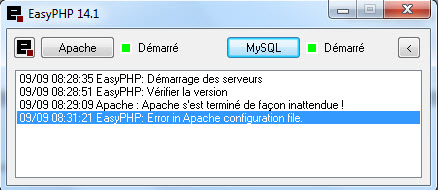 EasyPHP 14.1
Apache
Démarré
MySQL
Démarré
<
09/09 08:28:35 EasyPHP: Démarrage des serveurs
09/09 08:28:51 EasyPHP: Vérifier la version
09/09 08:29:09 Apache : Apache s'est terminé de façon inattendue !
09/09 08:31:21 EasyPHP: Error in Apache configuration file.